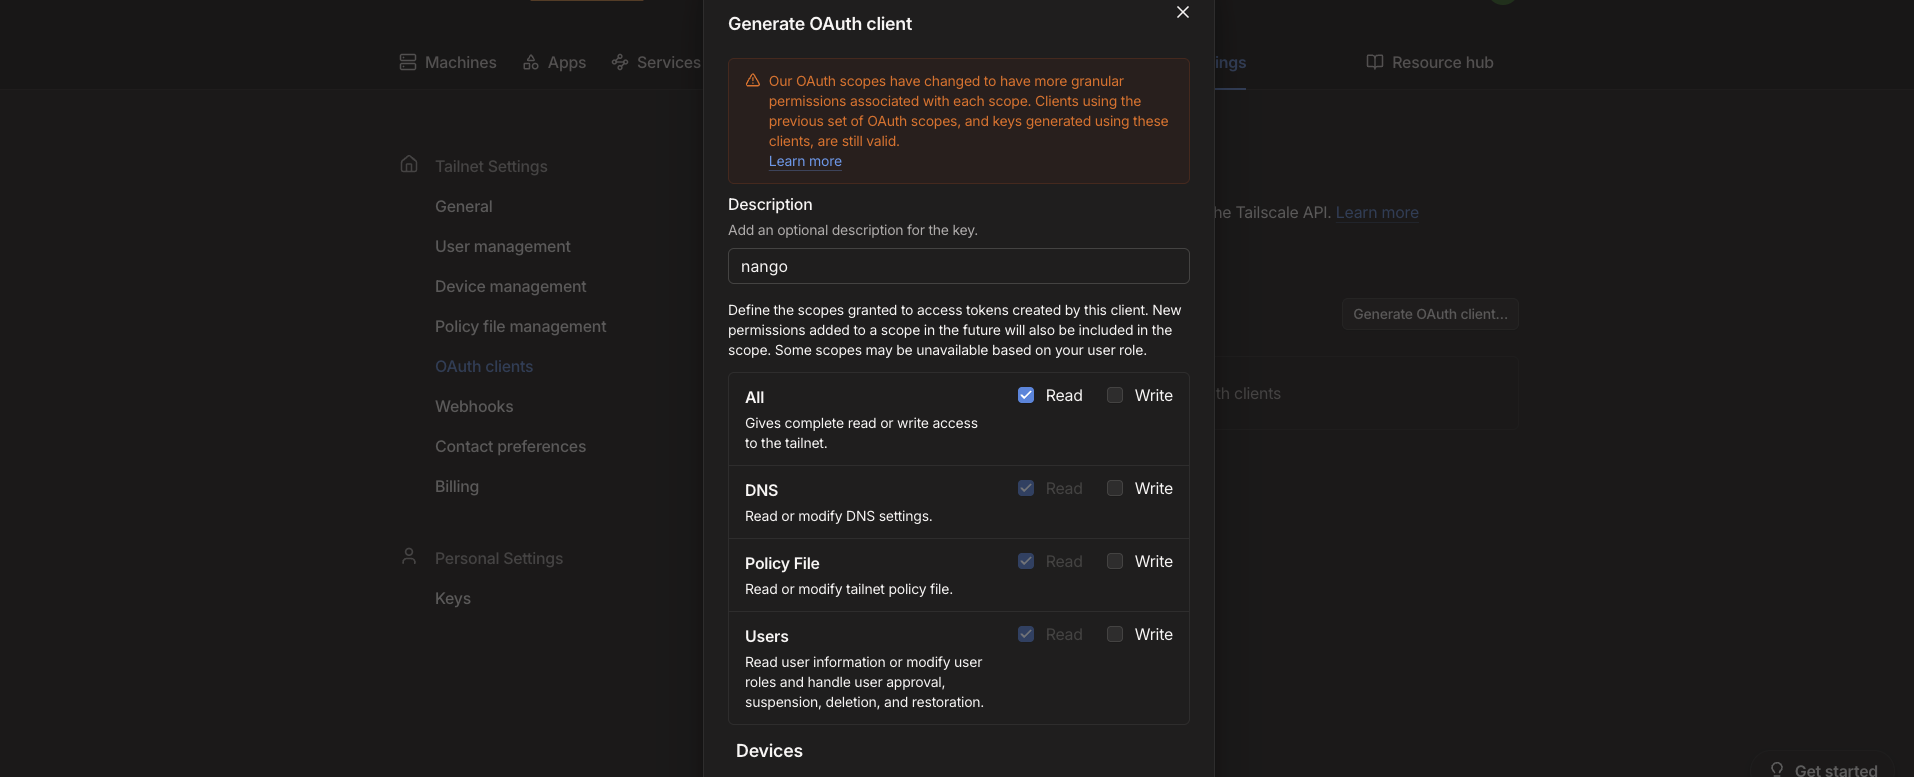 Generate OAuth client
Machines
Apps
Services
ings
Resource hub
Our OAuth scopes have changed to have more granular
permissions associated with each scope. Clients using the
previous set of OAuth scopes, and keys generated using these
clients, are still valid.
Learn more
Tailnet Settings
General
User management
Device management
Policy file management
OAuth clients
Webhooks
Contact preferences
Billing
Personal Settings
Keys
Description
Add an optional description for the key.
nango
Define the scopes granted to access tokens created by this client. New
permissions added to a scope in the future will also be included in the
scope. Some scopes may be unavailable based on your user role.
All
Read
Write
Gives complete read or write access
to the tailnet.
DNS
Read
Write
Read or modify DNS settings.
Policy File
Read
Write
Read or modify tailnet policy file.
Users
Read
Write
Read user information or modify user
roles and handle user approval,
suspension, deletion, and restoration.
Devices
he Tailscale API. Learn more
Generate OAuth client...
th clients
Get started